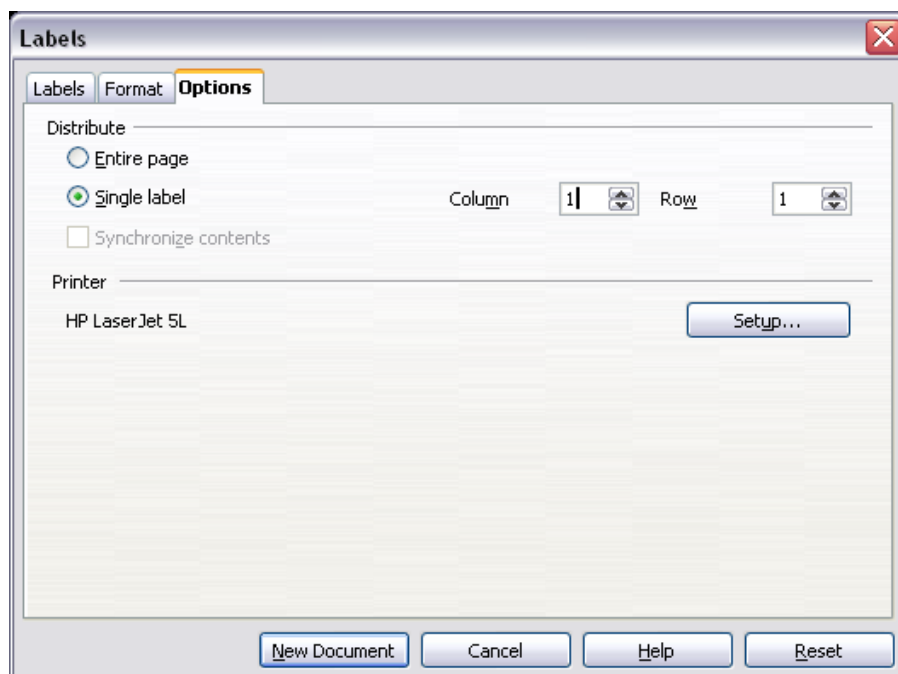 Labels
Labels Format Options
Distribute
Entire page
Single label Column 1 Row 1
Synchronize contents
Printer
HP LaserJet 5L Setup...
New Document Cancel Help Reset